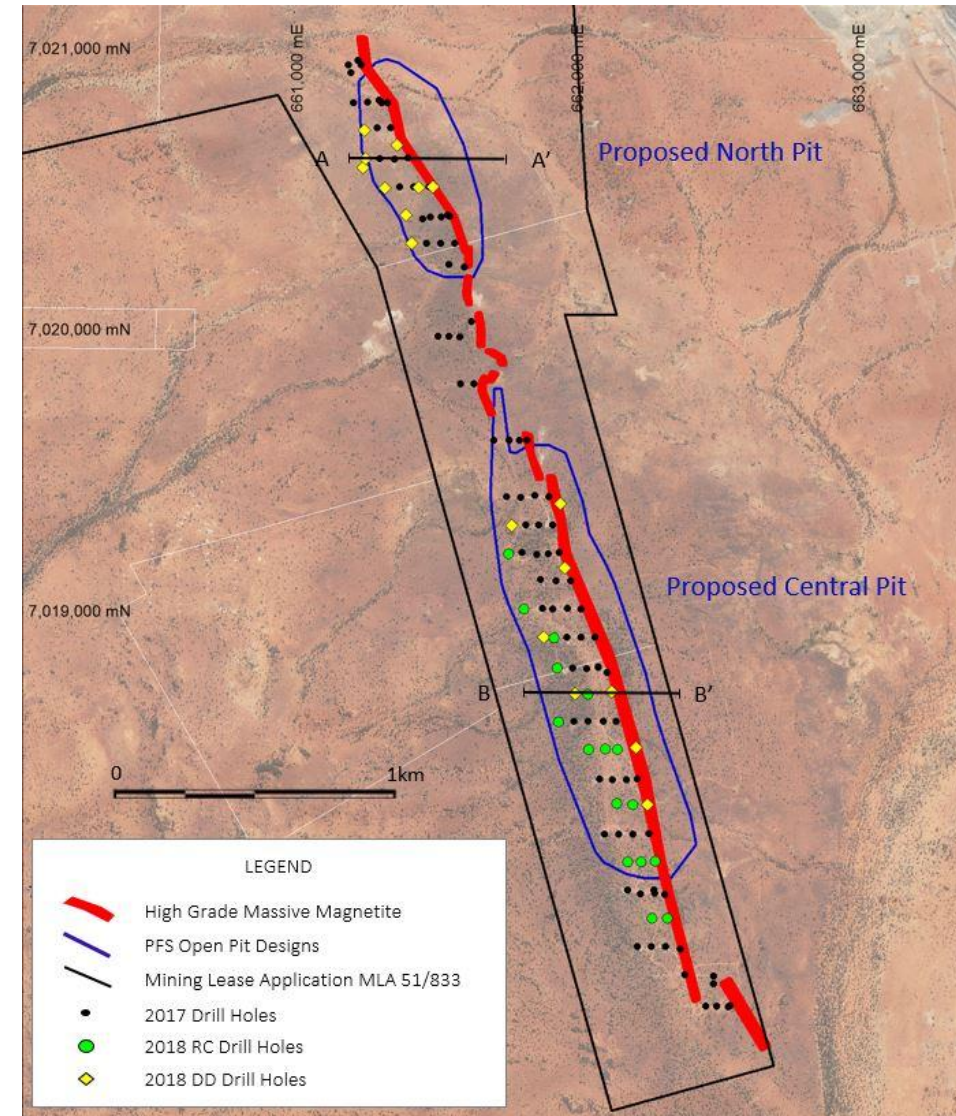 7,021,000 mN
661,000 mE
662,000 mE
663,000 mE
Proposed North Pit
A
A'
7,020,000 mN
Proposed Central Pit
7,019,000 mN
B
B'
0
1km
LEGEND
High Grade Massive Magnetite
PFS Open Pit Designs
Mining Lease Application MLA 51/833
2017 Drill Holes
2018 RC Drill Holes
2018 DD Drill Holes